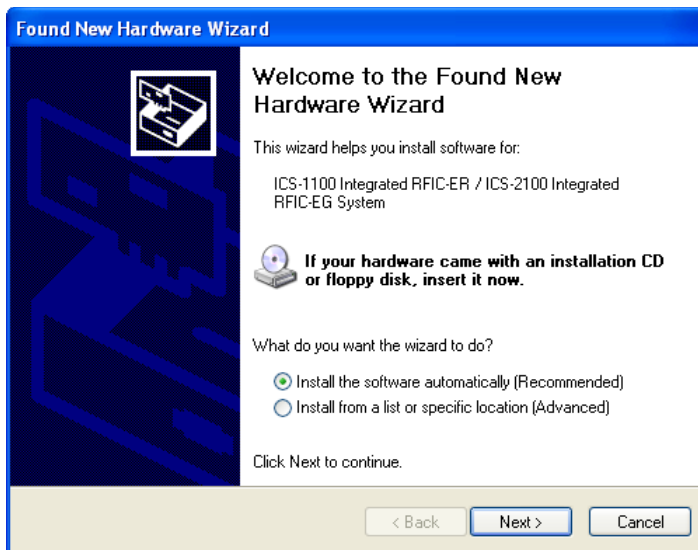 Found New Hardware Wizard
Welcome to the Found New
Hardware Wizard
This wizard helps you install software for:
ICS-1100 Integrated RFIC-ER / ICS-2100 Integrated
RFIC-EG System
If your hardware came with an installation CD
or floppy disk, insert it now.
What do you want the wizard to do?
Install the software automatically (Recommended)
Install from a list or specific location (Advanced)
Click Next to continue.
< Back Next > Cancel